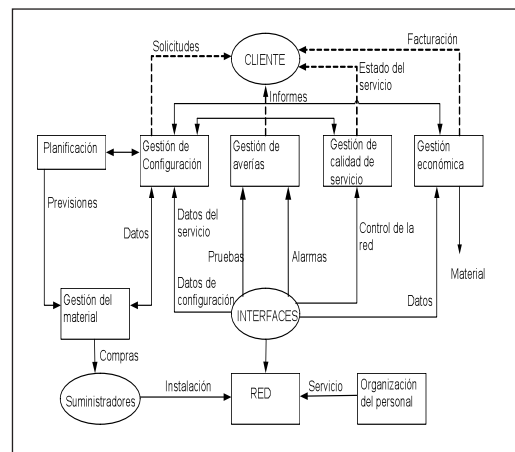 Solicitudes
CLIENTE
Facturación
Estado del
servicio
Informes
Planificación
Gestión de
Configuración
Gestión de
averías
Gestión de
calidad de
servicio
Gestión
económica
Previsiones
Datos
Datos del
servicio
Pruebas
Alarmas
Control de la
red
Material
Datos de
configuración
Datos
Gestión del
material
INTERFACES
Compras
Suministradores
Instalación
RED
Servicio
Organización
del personal